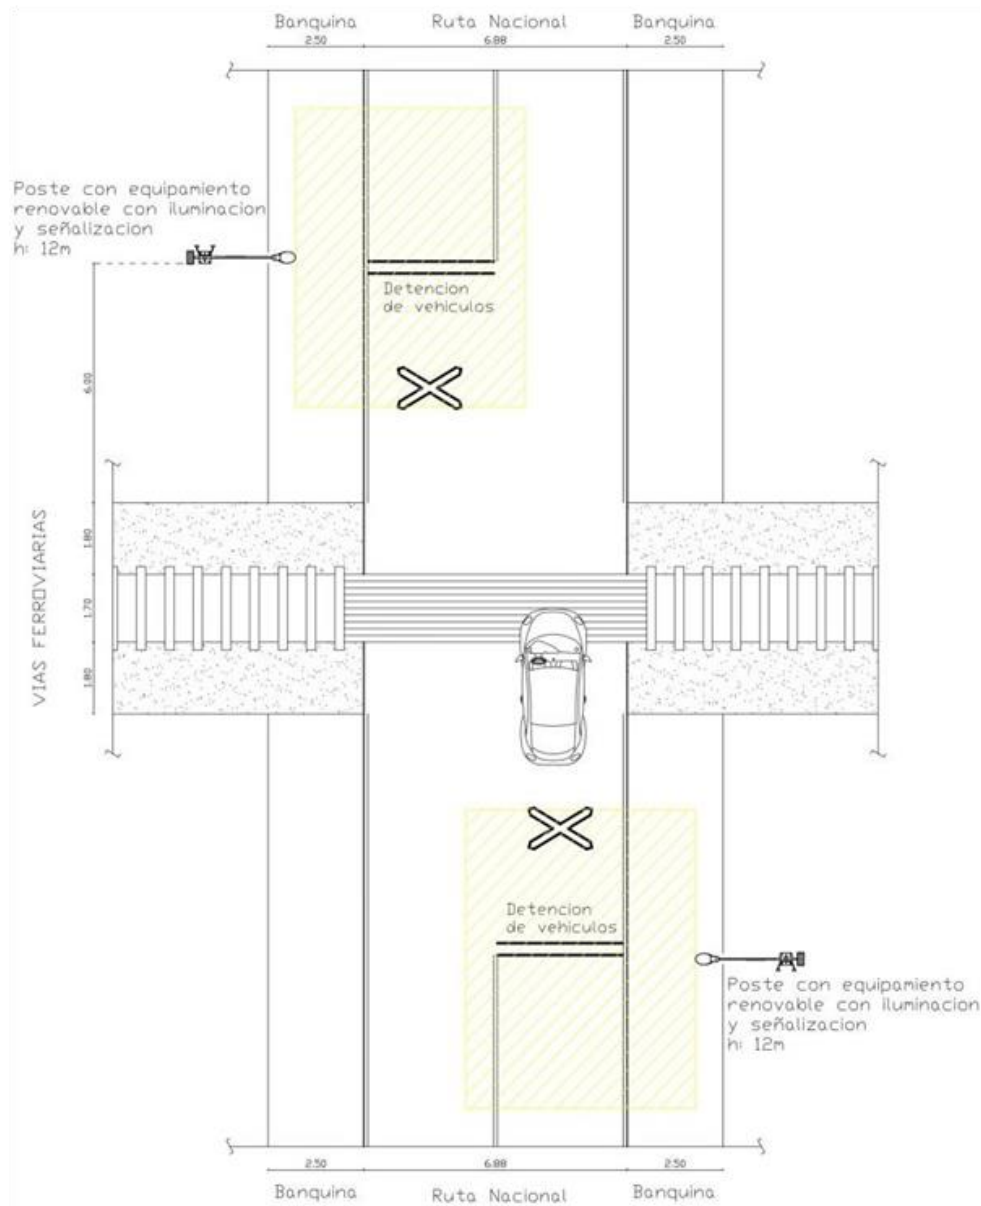 Banquina
Ruta Nacional
Banquina
2.50
6.88
2.50
Poste con equipamiento
renovable con iluminacion
y señalizacion
h: 12m
Detencion
de vehiculos
6.00
VIAS FERROVIARIAS
1.80
1.70
1.80
Detencion
de vehiculos
Poste con equipamiento
renovable con iluminacion
y señalizacion
h: 12m
2.50
6.88
2.50
Banquina
Ruta Nacional
Banquina